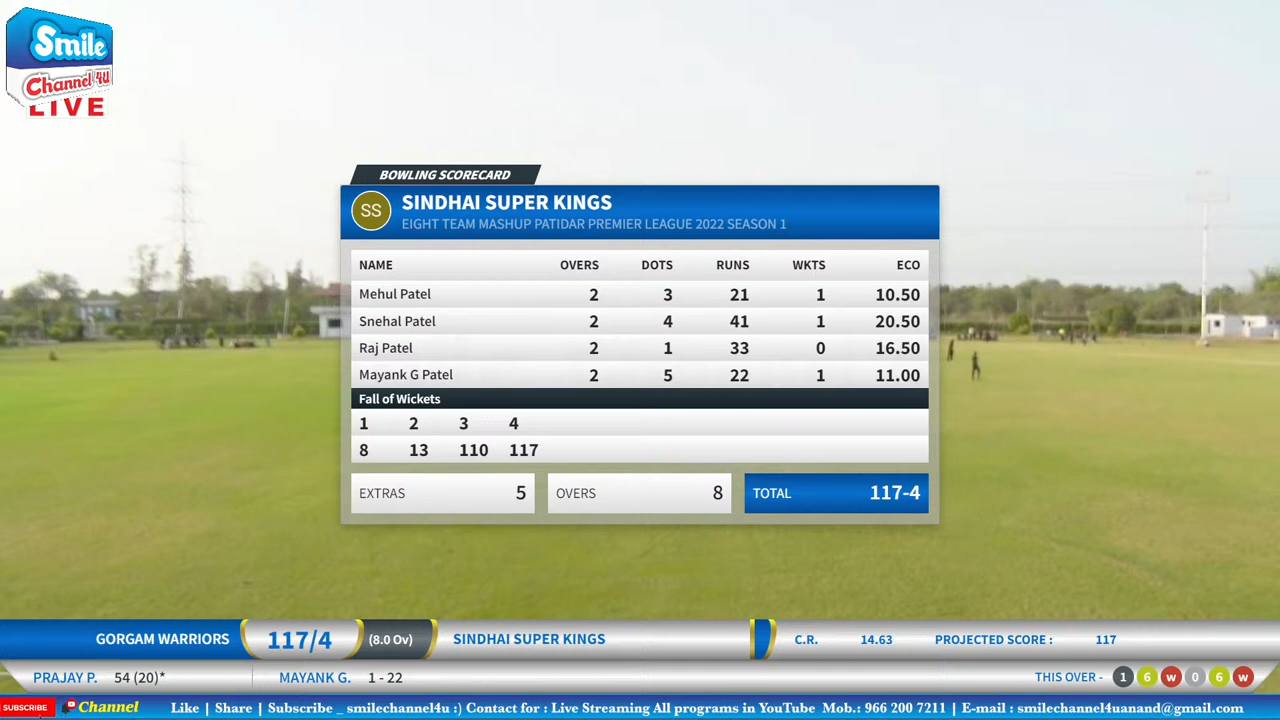 Smile
Channel 4U
LIVE
BOWLING SCORECARD
SS
SINDHAI SUPER KINGS
EIGHT TEAM MASHUP PATIDAR PREMIER LEAGUE 2022 SEASON 1
NAME OVERS DOTS RUNS WKTS ECO
Mehul Patel 2 3 21 1 10.50
Snehal Patel 2 4 41 1 20.50
Raj Patel 2 1 33 0 16.50
Mayank G Patel 2 5 22 1 11.00
Fall of Wickets
1 2 3 4
8 13 110 117
EXTRAS 5 OVERS 8 TOTAL 117-4
GORGAM WARRIORS 117/4 (8.0 Ov) SINDHAI SUPER KINGS C.R. 14.63 PROJECTED SCORE : 117
PRAJAY P. 54 (20)* MAYANK G. 1 - 22 THIS OVER - 1 6 W 0 6 W
SUBSCRIBE Channel Like | Share | Subscribe _ smilechannel4u :) Contact for : Live Streaming All programs in YouTube Mob.: 966 200 7211 | E-mail : smilechannel4uanand@gmail.com